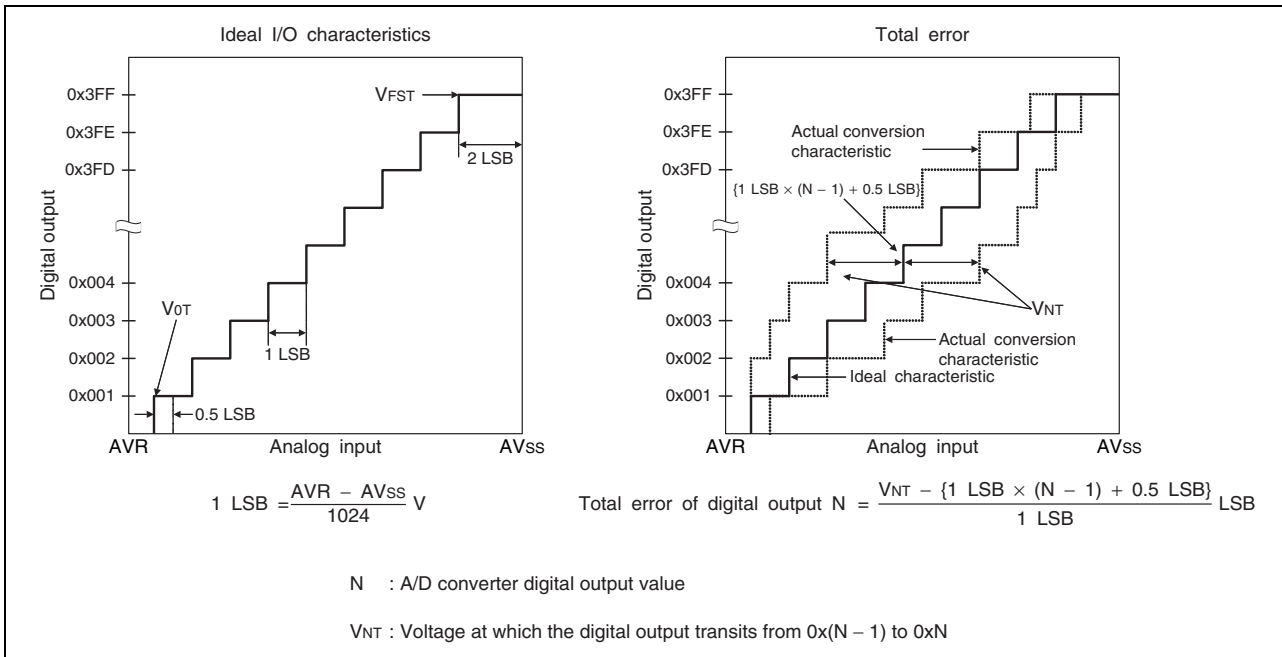 Ideal I/O characteristics
0x3FF
0x3FE
0x3FD
0x004
0x003
0x002
0x001
Digital output
VFST
2 LSB
V0T
1 LSB
0.5 LSB
AVR
Analog input
AVSS
1 LSB = AVR − AVSS / 1024 V
Total error
0x3FF
0x3FE
0x3FD
0x004
0x003
0x002
0x001
Digital output
Actual conversion
characteristic
{1 LSB × (N − 1) + 0.5 LSB}
VNT
Actual conversion
characteristic
Ideal characteristic
AVR
Analog input
AVSS
Total error of digital output N = VNT − {1 LSB × (N − 1) + 0.5 LSB} / 1 LSB LSB
N : A/D converter digital output value
VNT : Voltage at which the digital output transits from 0x(N − 1) to 0xN